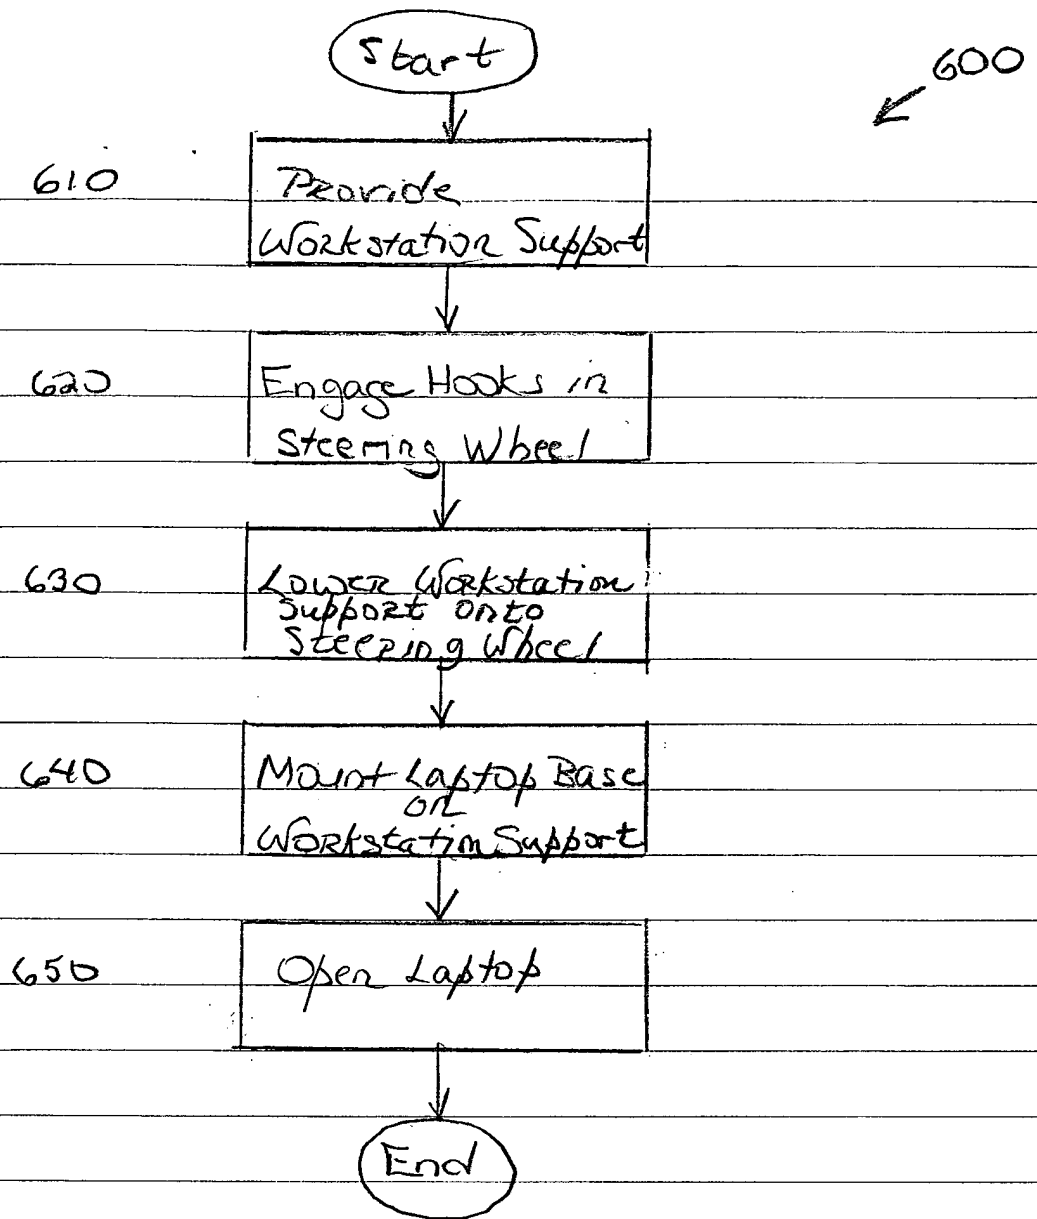 Start
600
610
Provide
Workstation Support
620
Engage Hooks in
Steering Wheel
630
Lower Workstation
Support onto
Steering Wheel
640
Mount Laptop Base
on
Workstation Support
650
Open Laptop
End